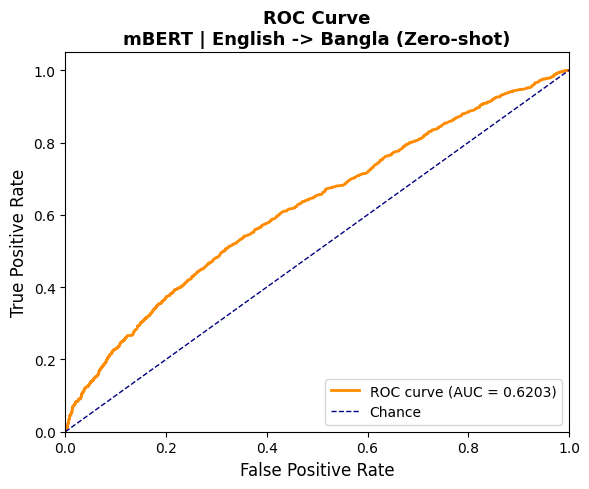 ROC Curve
mBERT | English -> Bangla (Zero-shot)
True Positive Rate
1.0
0.8
0.6
0.4
0.2
0.0
0.0 0.2 0.4 0.6 0.8 1.0
False Positive Rate
ROC curve (AUC = 0.6203)
Chance